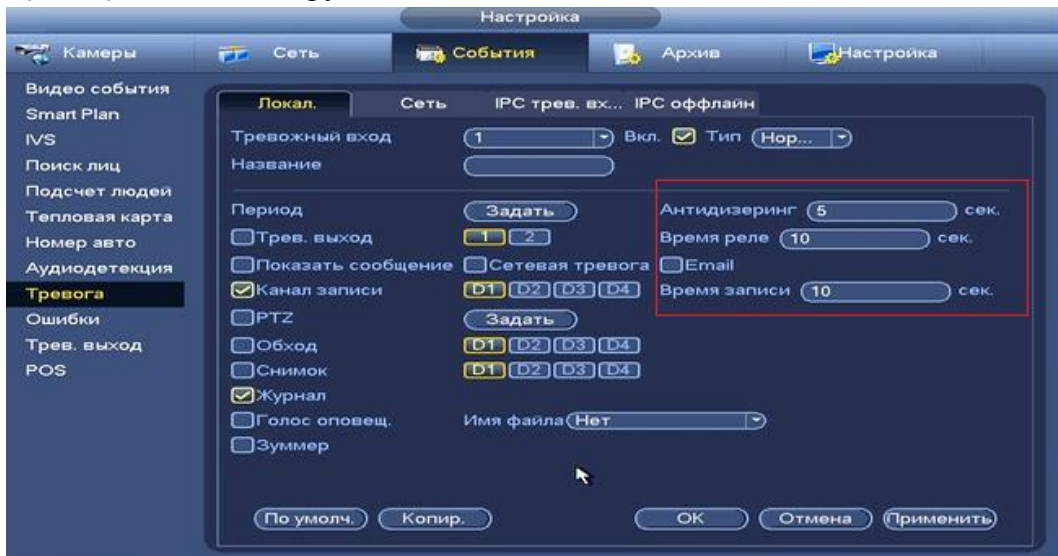 Настройка
Камеры Сеть События Архив Настройка
Видео события
Smart Plan
IVS
Поиск лиц
Подсчет людей
Тепловая карта
Номер авто
Аудиодетекция
Тревога
Ошибки
Трев. выход
POS
Локал. Сеть IPC трев. вх... IPC оффлайн
Тревожный вход 1 Вкл. Тип Нор...
Название
Период Задать Антидизеринг 5 сек.
Трев. выход 1 2 Время реле 10 сек.
Показать сообщение Сетевая тревога Email
Канал записи D1 D2 D3 D4 Время записи 10 сек.
PTZ Задать
Обход D1 D2 D3 D4
Снимок D1 D2 D3 D4
Журнал
Голос оповещ. Имя файла Нет
Зуммер
По умолч. Копир. OK Отмена Применить